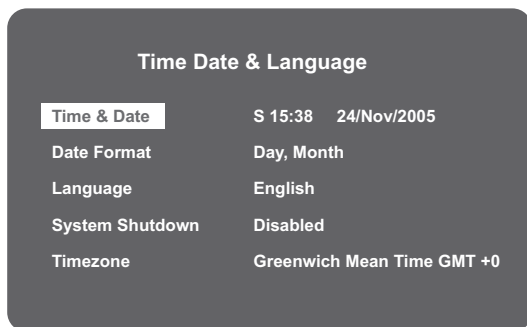 Time Date & Language
Time & Date S 15:38 24/Nov/2005
Date Format Day, Month
Language English
System Shutdown Disabled
Timezone Greenwich Mean Time GMT +0